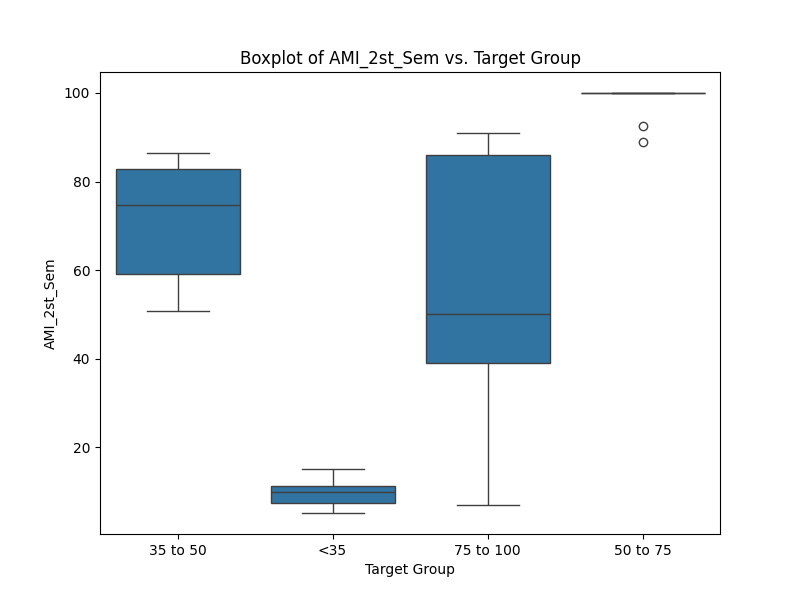 Boxplot of AMI_2st_Sem vs. Target Group
100
80
60
40
20
AMI_2st_Sem
35 to 50
<35
75 to 100
50 to 75
Target Group